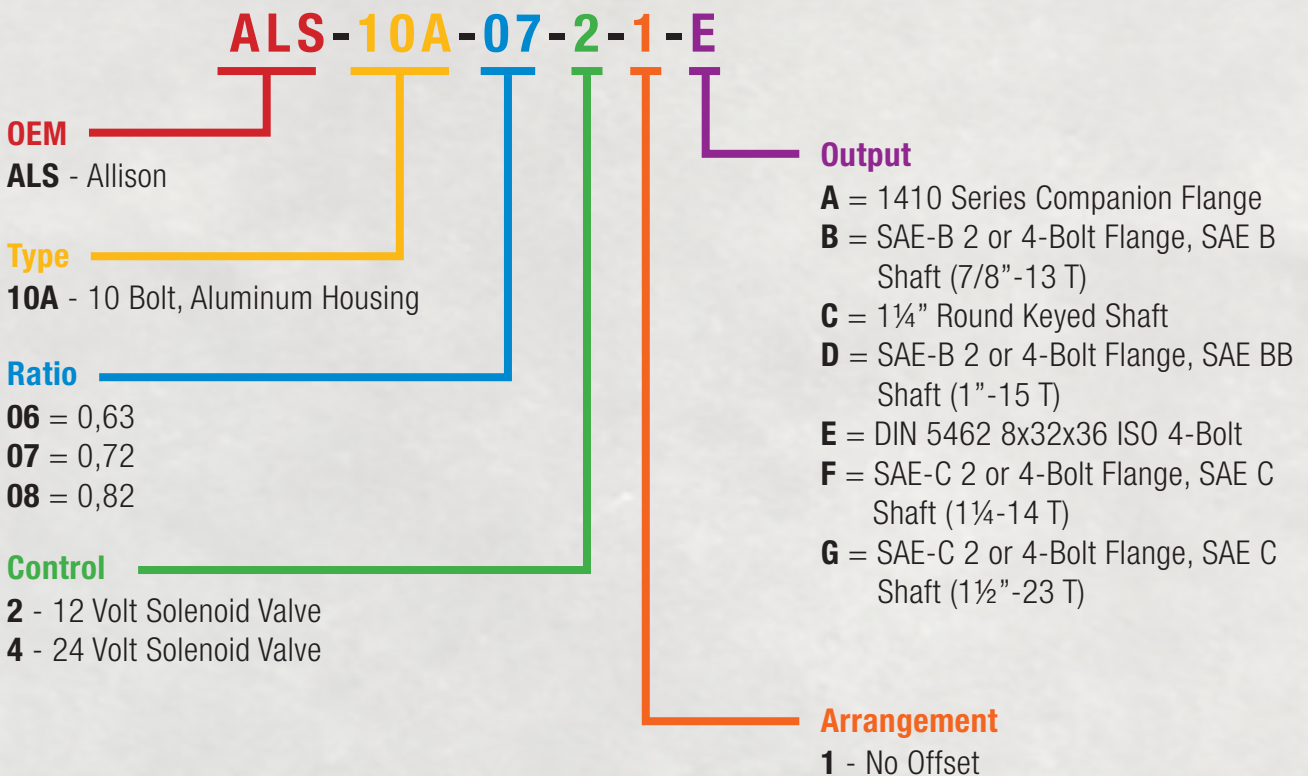 ALS-10A-07-2-1-E
OEM
ALS - Allison
Type
10A - 10 Bolt, Aluminum Housing
Ratio
06 = 0,63
07 = 0,72
08 = 0,82
Control
2 - 12 Volt Solenoid Valve
4 - 24 Volt Solenoid Valve
Output
A = 1410 Series Companion Flange
B = SAE-B 2 or 4-Bolt Flange, SAE B
Shaft (7/8”-13 T)
C = 1¼” Round Keyed Shaft
D = SAE-B 2 or 4-Bolt Flange, SAE BB
Shaft (1”-15 T)
E = DIN 5462 8x32x36 ISO 4-Bolt
F = SAE-C 2 or 4-Bolt Flange, SAE C
Shaft (1¼-14 T)
G = SAE-C 2 or 4-Bolt Flange, SAE C
Shaft (1½”-23 T)
Arrangement
1 - No Offset